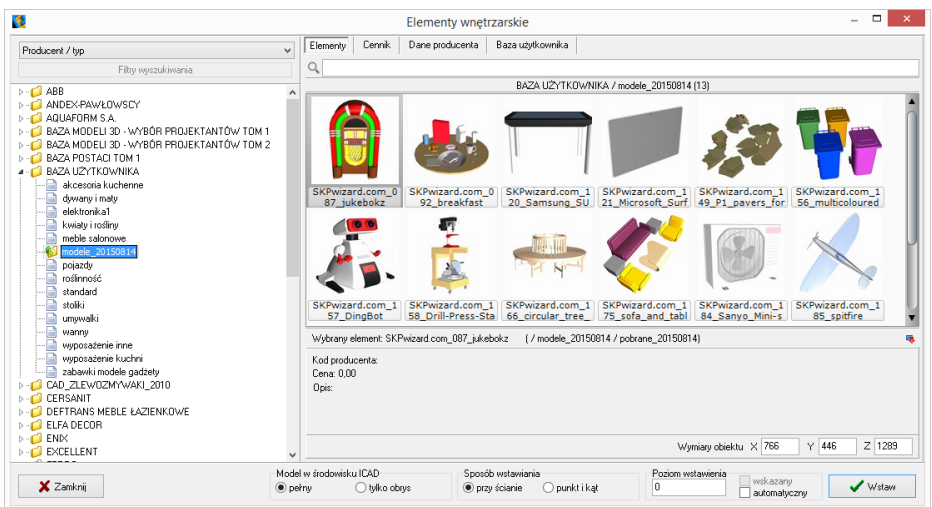 Elementy wnętrzarskie
Producent / typ
Filtry wyszukiwania
ABB
ANDEX-PAWŁOWSCY
AQUAFORM S.A.
BAZA MODELI 3D - WYBÓR PROJEKTANTÓW TOM 1
BAZA MODELI 3D - WYBÓR PROJEKTANTÓW TOM 2
BAZA POSTACI TOM 1
BAZA UŻYTKOWNIKA
akcesoria kuchenne
dywany i maty
elektronika1
kwiaty i rośliny
meble salonowe
modele_20150814
pojazdy
roślinność
standard
stoliki
umywalki
wanny
wyposażenie inne
wyposażenie kuchni
zabawki modele gadżety
CAD_ZLEWOZMYWAKI_2010
CERSANIT
DEFTRANS MEBLE ŁAZIENKOWE
ELFA DECOR
ENIX
EXCELLENT
Elementy Cennik Dane producenta Baza użytkownika
BAZA UŻYTKOWNIKA / modele_20150814 (13)
SKPwizard.com_0 SKPwizard.com_0 SKPwizard.com_1 SKPwizard.com_1 SKPwizard.com_1 SKPwizard.com_1
87_jukebokz 92_breakfast 20_Samsung_SU 21_Microsoft_Surf 49_P1_pavers_for 56_multicoloured
SKPwizard.com_1 SKPwizard.com_1 SKPwizard.com_1 SKPwizard.com_1 SKPwizard.com_1 SKPwizard.com_1
57_DingBot 58_Drill-Press-Sta 66_circular_tree_ 75_sofa_and_tabl 84_Sanyo_Mini-s 85_spitfire
Wybrany element: SKPwizard.com_087_jukebokz ( / modele_20150814 / pobrane_20150814)
Kod producenta:
Cena: 0,00
Opis:
Wymiary obiektu X 766 Y 446 Z 1289
Zamknij
Model w środowisku ICAD
pełny tylko obrys
Sposób wstawiania
przy ścianie punkt i kąt
Poziom wstawienia
0
wskazany
automatyczny
Wstaw